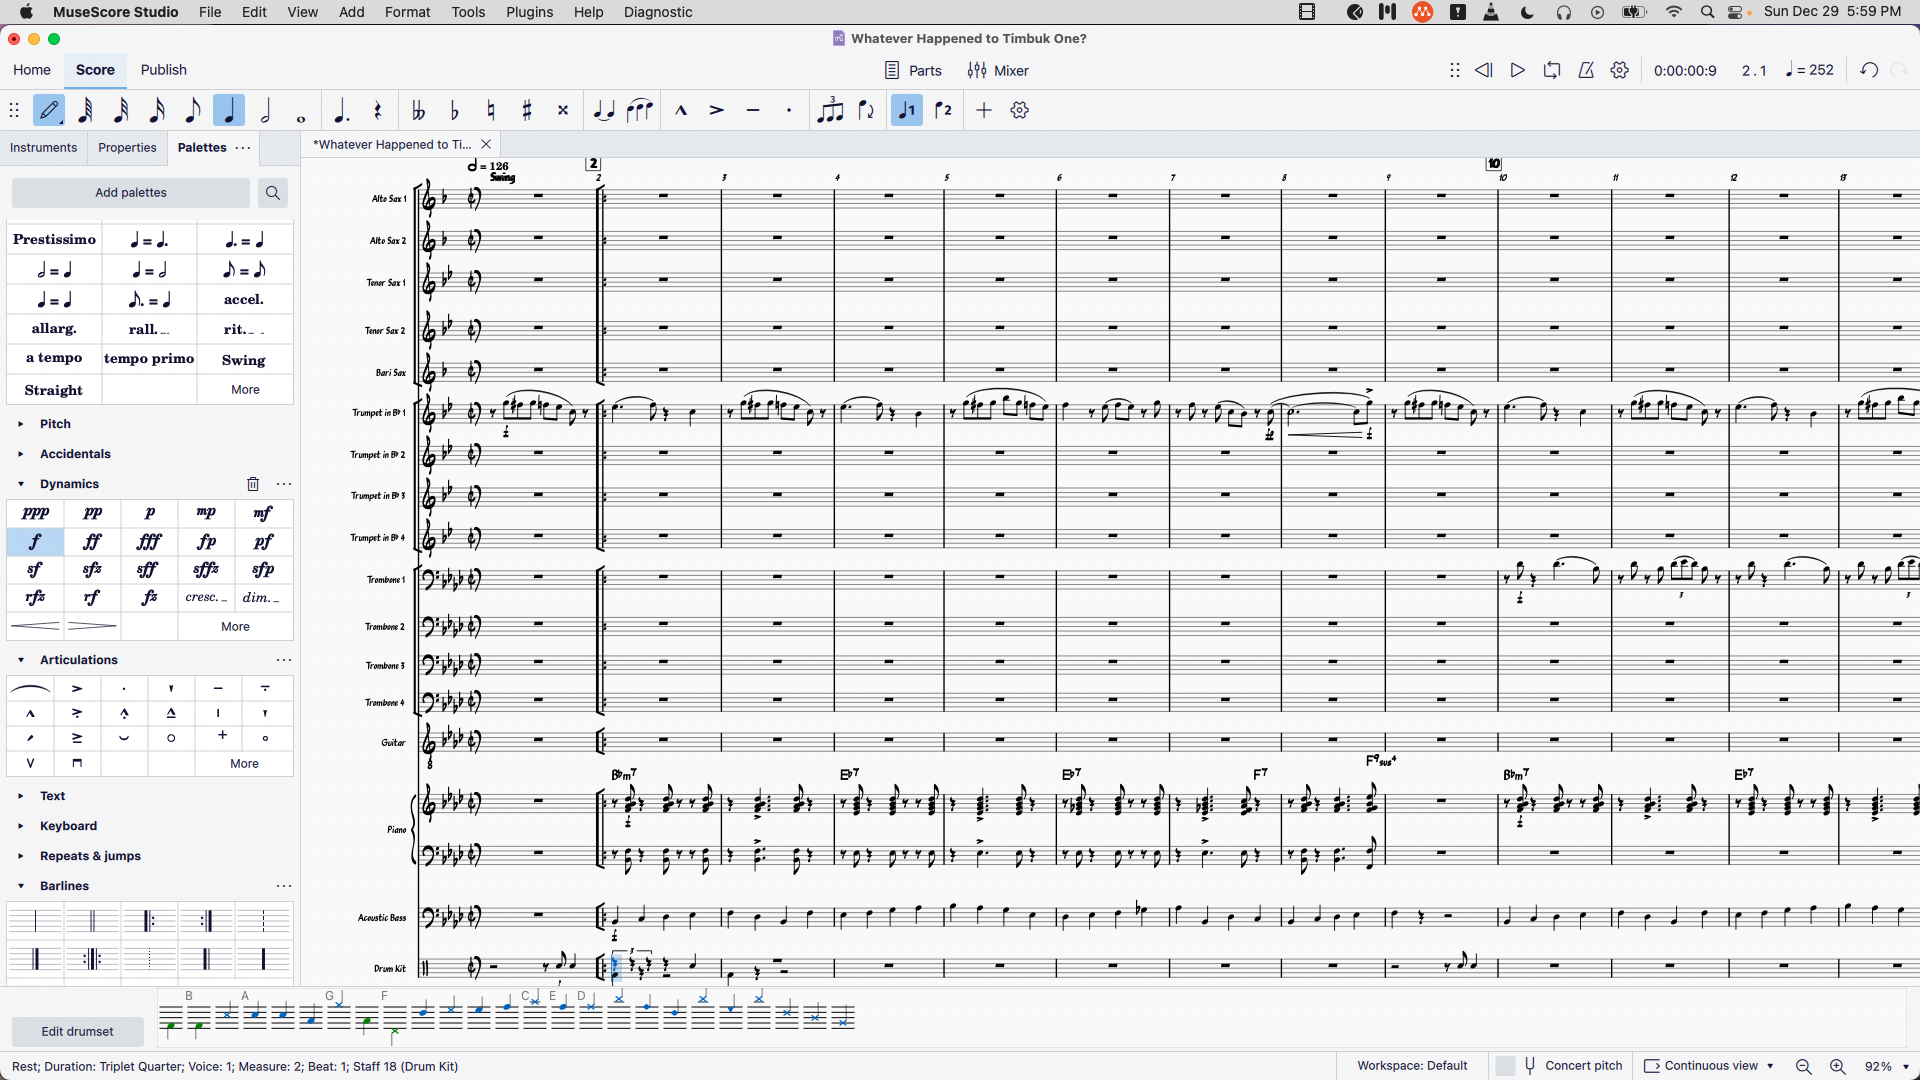 MuseScore Studio File Edit View Add Format Tools Plugins Help Diagnostic Sun Dec 29 5:59 PM
Whatever Happened to Timbuk One?
Home Score Publish Parts Mixer 0:00:00:9 2 . 1 = 252
Instruments Properties Palettes *Whatever Happened to Ti...
Add palettes
Prestissimo
accel.
allarg. rall. rit.
a tempo tempo primo Swing
Straight More
Pitch
Accidentals
Dynamics
ppp pp p mp mf
f ff fff fp pf
sf sfz sff sffz sfp
rfz rf fz cresc. _ dim. _
More
Articulations
More
Text
Keyboard
Repeats & jumps
Barlines
= 126 2 10
Swing
2 3 4 5 6 7 8 9 10 11 12 13
Alto Sax 1
Alto Sax 2
Tenor Sax 1
Tenor Sax 2
Bari Sax
Trumpet in B♭ 1
f ff f
Trumpet in B♭ 2
Trumpet in B♭ 3
Trumpet in B♭ 4
Trombone 1
f 3 3
Trombone 2
Trombone 3
Trombone 4
Guitar
8
F9sus4
B♭m7 E♭7 E♭7 F7 B♭m7 E♭7
f f
Piano
Acoustic Bass
f
3
Drum Kit
B A G F C E D
Edit drumset
Rest; Duration: Triplet Quarter; Voice: 1; Measure: 2; Beat: 1; Staff 18 (Drum Kit) Workspace: Default Concert pitch Continuous view 92%